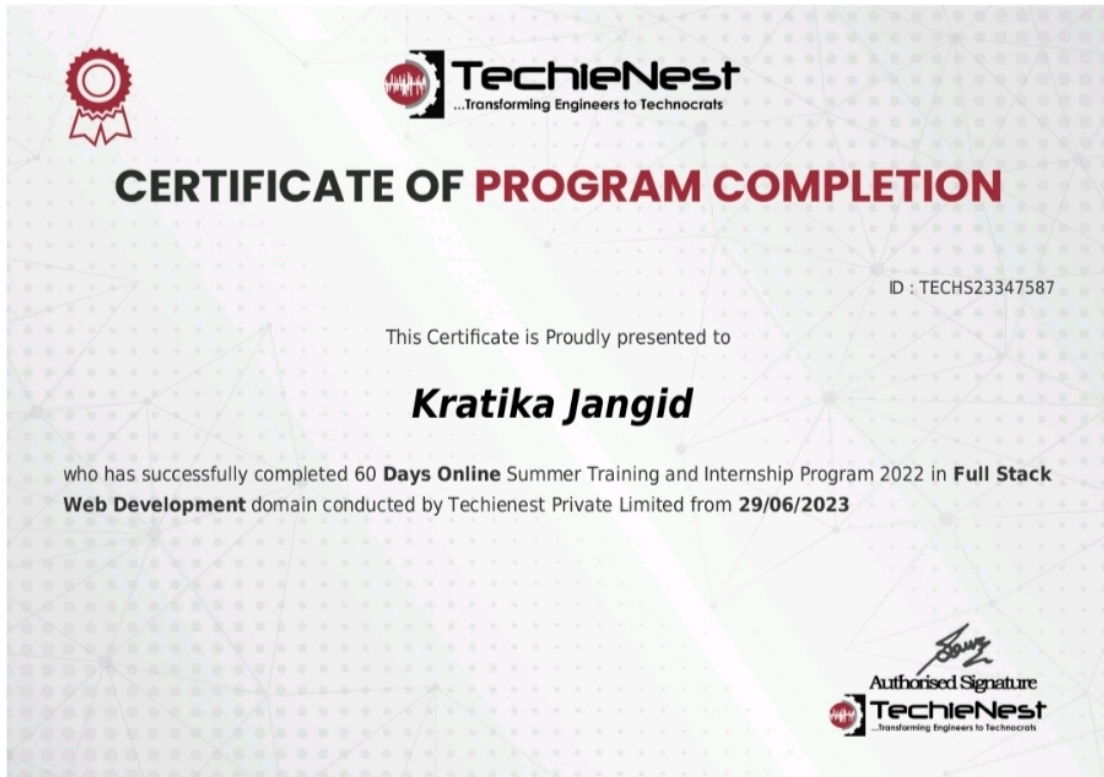 TechieNest
...Transforming Engineers to Technocrats
CERTIFICATE OF PROGRAM COMPLETION
ID : TECHS23347587
This Certificate is Proudly presented to
Kratika Jangid
who has successfully completed 60 Days Online Summer Training and Internship Program 2022 in Full Stack
Web Development domain conducted by Techienest Private Limited from 29/06/2023
Authorised Signature
TechieNest
...Transforming Engineers to Technocrats